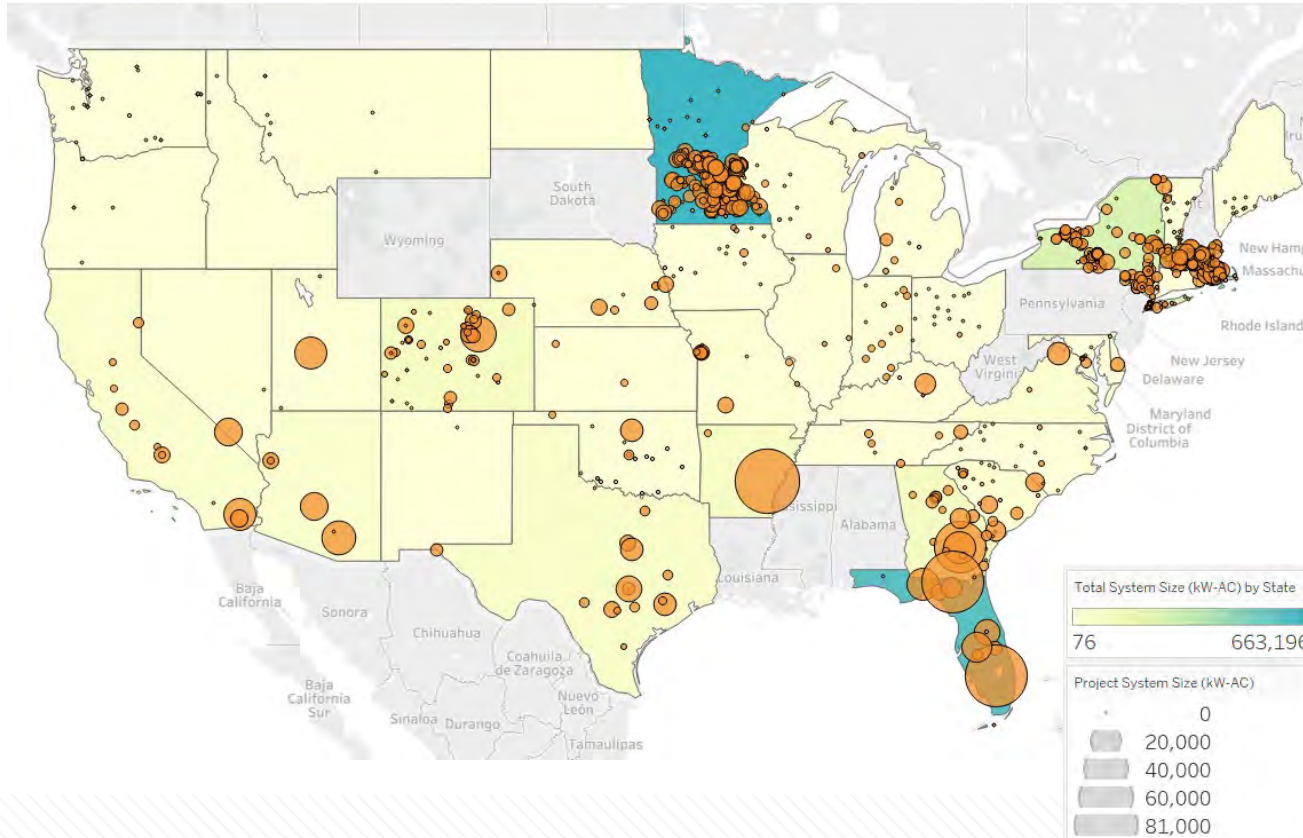 South
Dakota
Wyoming
New Hamp
Massachu
Pennsylvania
Rhode Island
New Jersey
West
Virginia
Delaware
Maryland
District of
Columbia
ssissippi
Alabama
Louisiana
Baja
California
Sonora
Chihuahua
Coahuila
de Zaragoza
Baja
California
Sur
Nuevo
León
Sinaloa
Durango
Tamaulipas
Total System Size (kW-AC) by State
76 663,196
Project System Size (kW-AC)
0
20,000
40,000
60,000
81,000